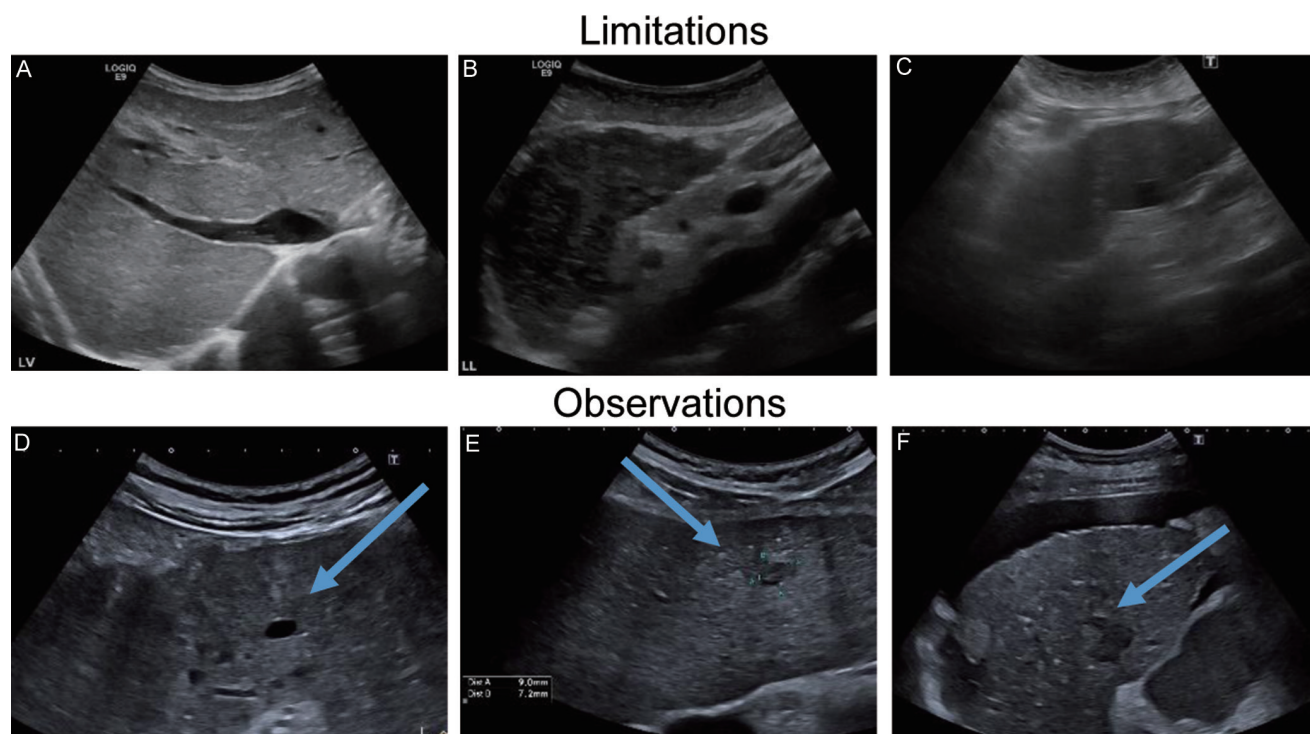 Limitations
A
LOGIQ
E9
LV
B
LOGIQ
E9
LL
C
T
Observations
D
T
L
E
Dist A 9.0mm
Dist B 7.2mm
F
T